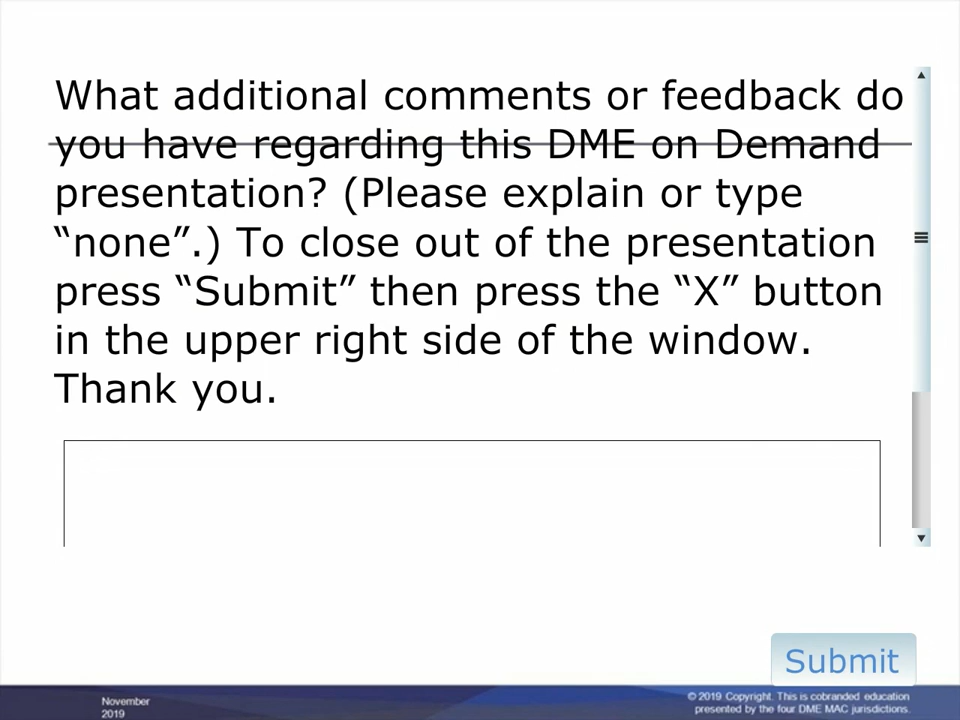 What additional comments or feedback do
you have regarding this DME on Demand
presentation? (Please explain or type
“none”.) To close out of the presentation
press “Submit” then press the “X” button
in the upper right side of the window.
Thank you.
Submit
November
2019
© 2019 Copyright. This is cobranded education
presented by the four DME MAC jurisdictions.